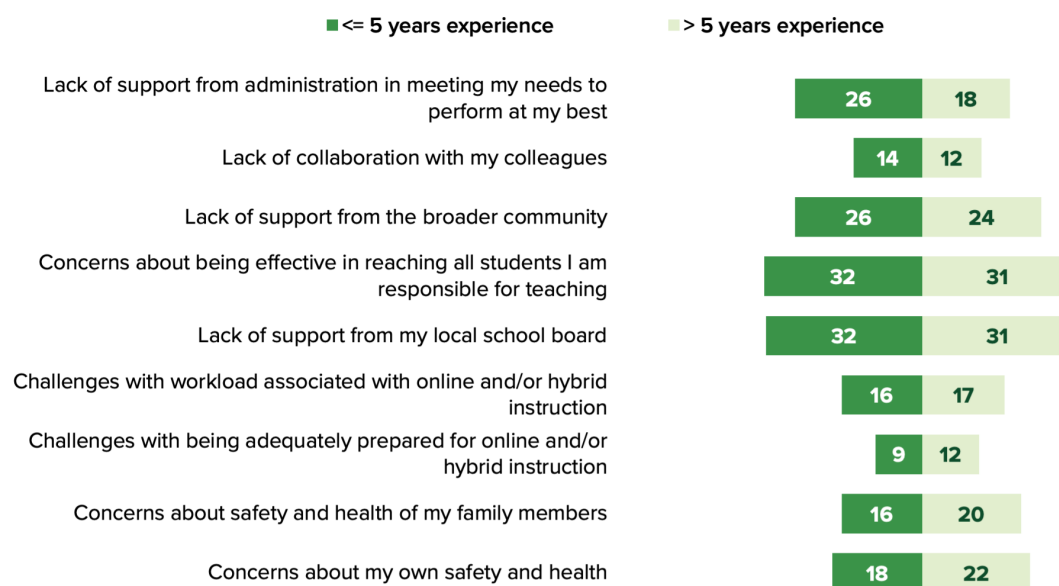 <= 5 years experience > 5 years experience
Lack of support from administration in meeting my needs to
perform at my best
26 18
Lack of collaboration with my colleagues
14 12
Lack of support from the broader community
26 24
Concerns about being effective in reaching all students I am
responsible for teaching
32 31
Lack of support from my local school board
32 31
Challenges with workload associated with online and/or hybrid
instruction
16 17
Challenges with being adequately prepared for online and/or
hybrid instruction
9 12
Concerns about safety and health of my family members
16 20
Concerns about my own safety and health
18 22